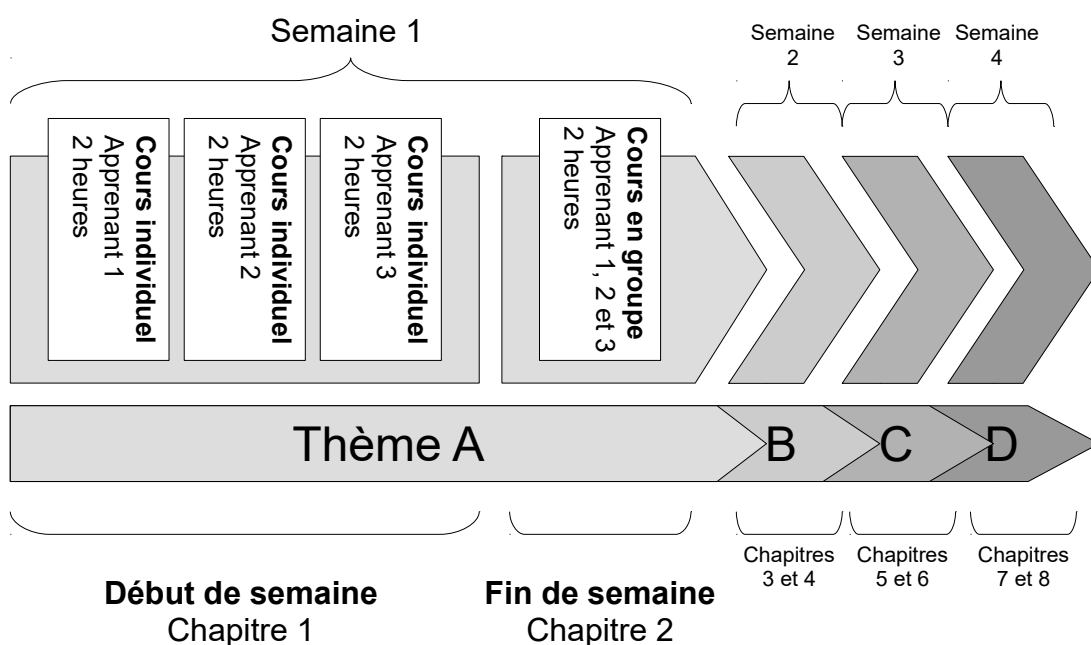 Semaine 1
Semaine
2
Semaine
3
Semaine
4
Cours individuel
Apprenant 1
2 heures
Cours individuel
Apprenant 2
2 heures
Cours individuel
Apprenant 3
2 heures
Cours en groupe
Apprenant 1, 2 et 3
2 heures
Thème A
B
C
D
Début de semaine
Chapitre 1
Fin de semaine
Chapitre 2
Chapitres
3 et 4
Chapitres
5 et 6
Chapitres
7 et 8